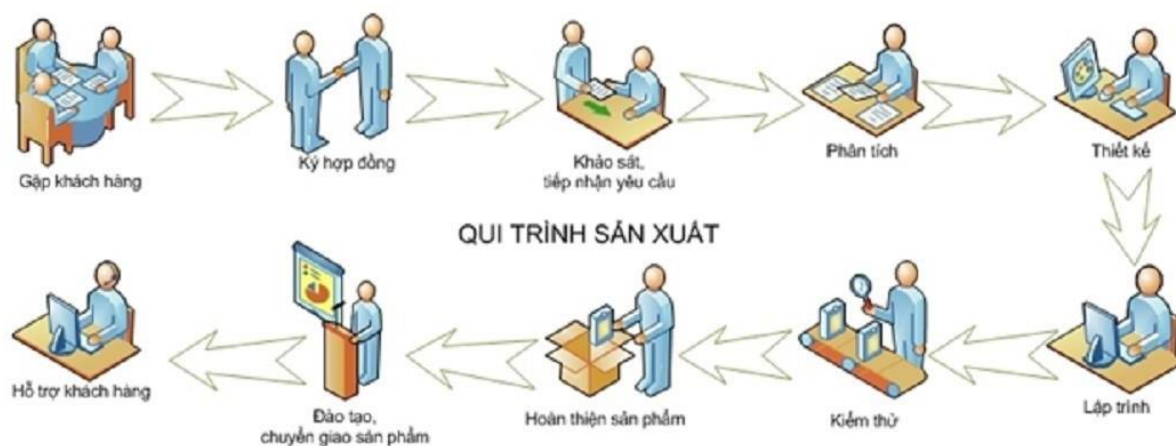 Gặp khách hàng
Ký hợp đồng
Khảo sát,
tiếp nhận yêu cầu
Phân tích
Thiết kế
QUI TRÌNH SẢN XUẤT
Lập trình
Kiểm thử
Hoàn thiện sản phẩm
Đào tạo,
chuyển giao sản phẩm
Hỗ trợ khách hàng